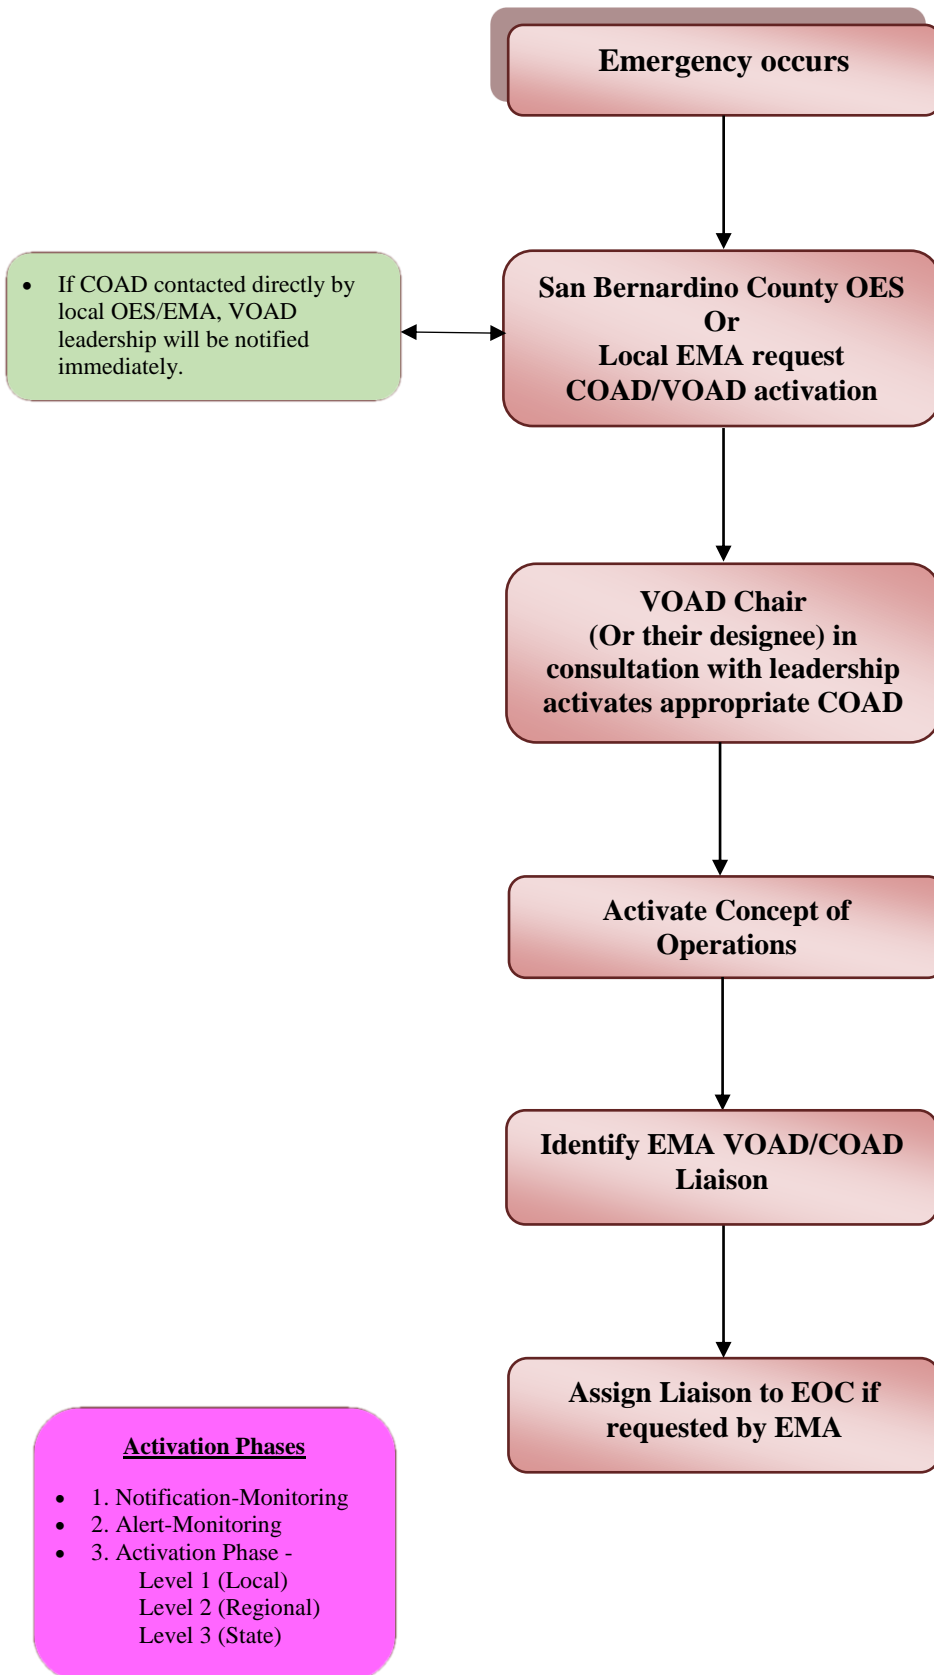 Emergency occurs
• If COAD contacted directly by
local OES/EMA, VOAD
leadership will be notified
immediately.
San Bernardino County OES
Or
Local EMA request
COAD/VOAD activation
VOAD Chair
(Or their designee) in
consultation with leadership
activates appropriate COAD
Activate Concept of
Operations
Identify EMA VOAD/COAD
Liaison
Assign Liaison to EOC if
requested by EMA
Activation Phases
• 1. Notification-Monitoring
• 2. Alert-Monitoring
• 3. Activation Phase -
Level 1 (Local)
Level 2 (Regional)
Level 3 (State)